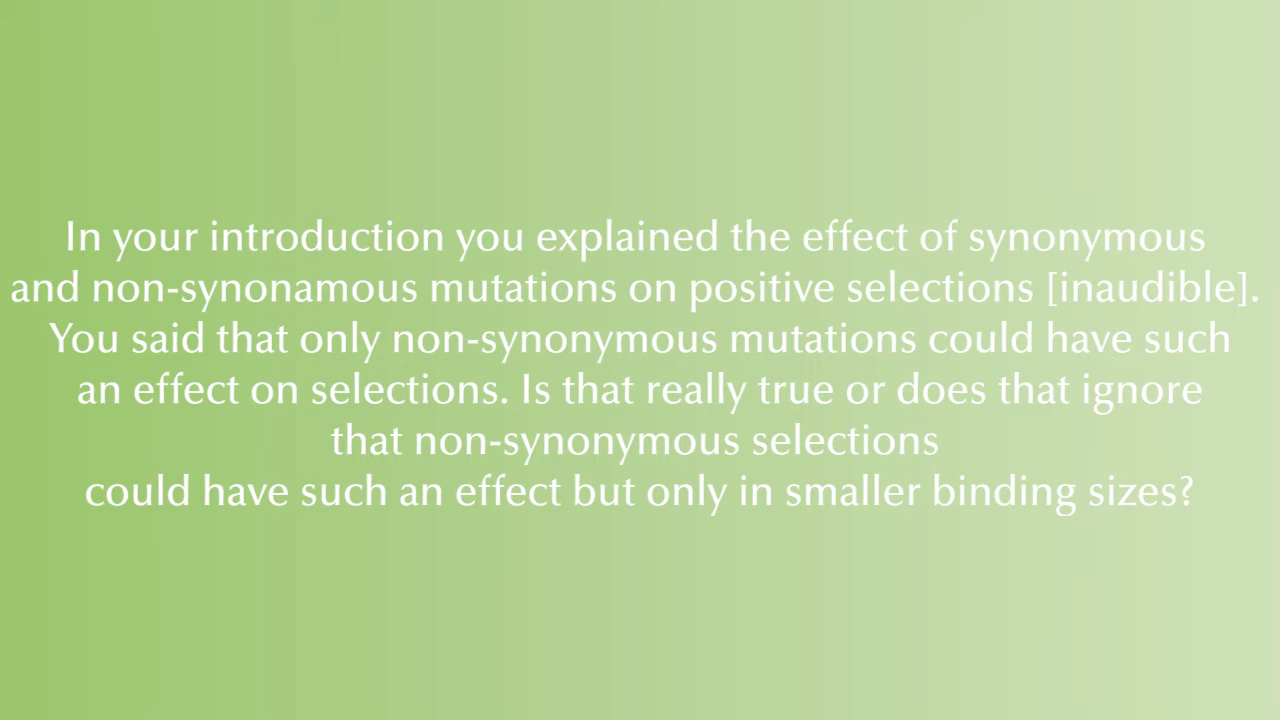 In your introduction you explained the effect of synonymous
and non-synonamous mutations on positive selections [inaudible].
You said that only non-synonymous mutations could have such
an effect on selections. Is that really true or does that ignore
that non-synonymous selections
could have such an effect but only in smaller binding sizes?